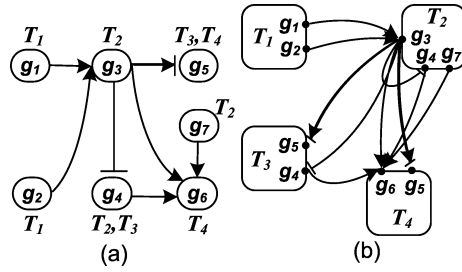 T1 T2 T3,T4
g1 g3 g5
g7 T2
g2 g4 g6
T1 T2,T3 T4
(a)
T1 g1 g2
T2 g3 g4 g7
T3 g5 g4
g6 g5 T4
(b)